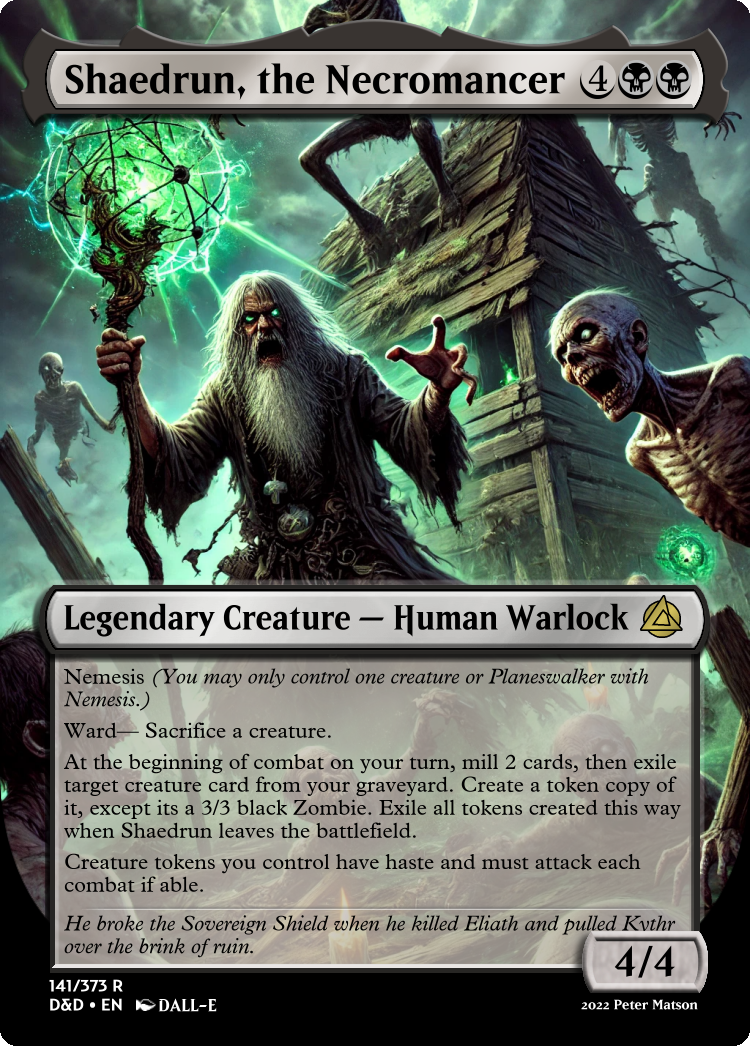 Shaedrun, the Necromancer 4
Legendary Creature — Human Warlock
Nemesis (You may only control one creature or Planeswalker with
Nemesis.)
Ward— Sacrifice a creature.
At the beginning of combat on your turn, mill 2 cards, then exile
target creature card from your graveyard. Create a token copy of
it, except its a 3/3 black Zombie. Exile all tokens created this way
when Shaedrun leaves the battlefield.
Creature tokens you control have haste and must attack each
combat if able.
He broke the Sovereign Shield when he killed Eliath and pulled Kythr
over the brink of ruin.
4/4
141/373 R
D&D • EN DALL-E
2022 Peter Matson